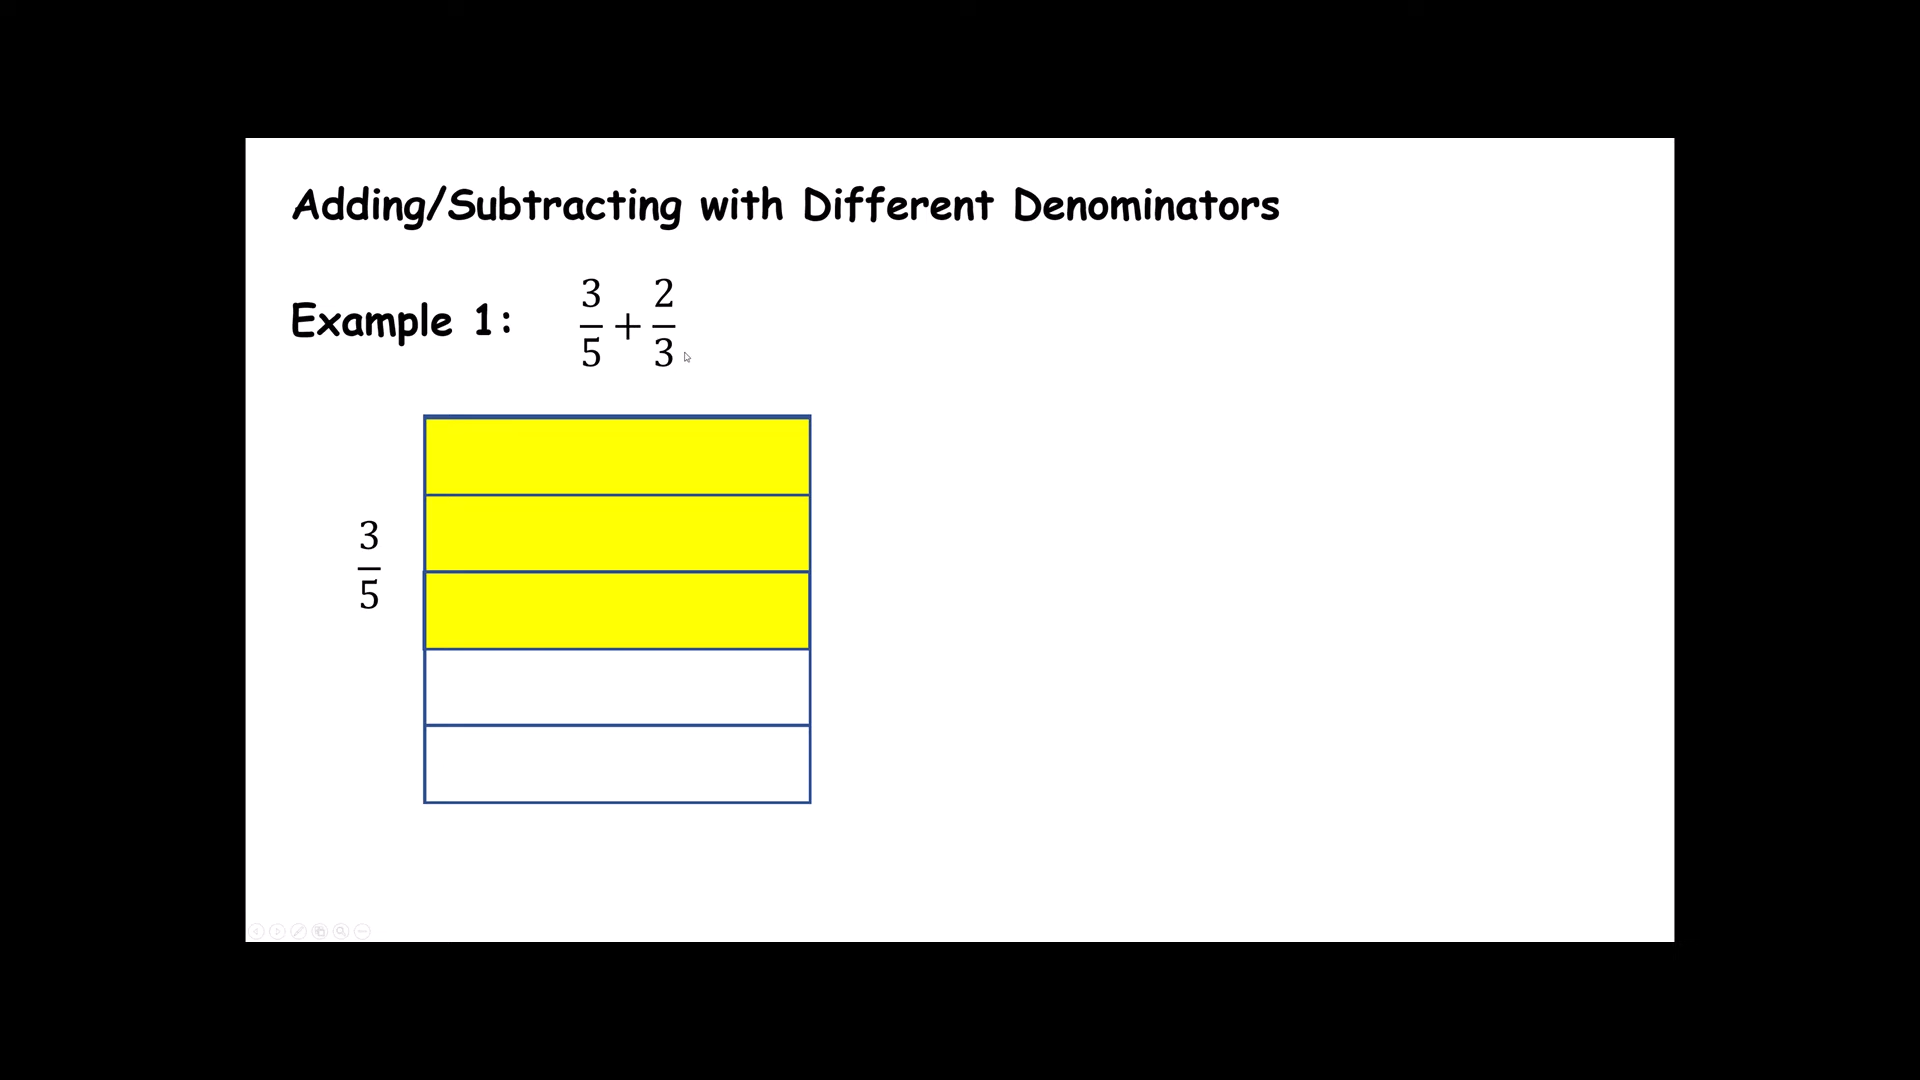 Adding/Subtracting with Different Denominators
Example 1: 3/5 + 2/3
3/5